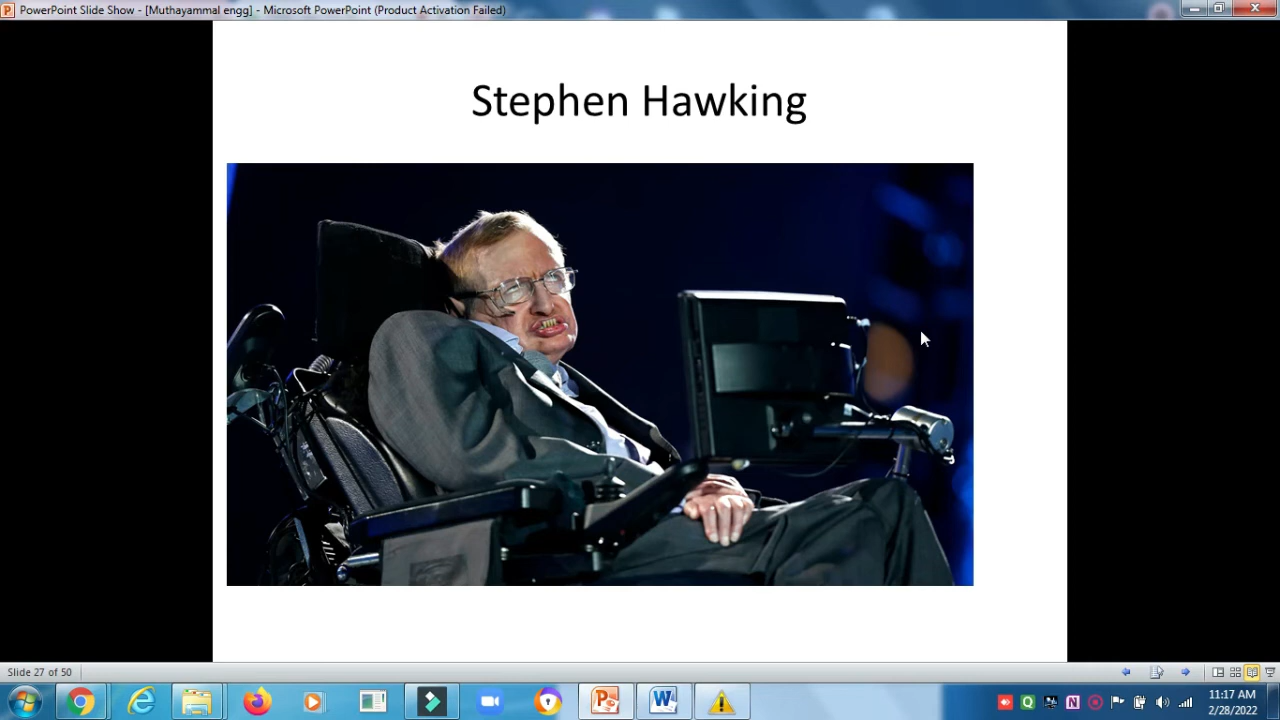 PowerPoint Slide Show - [Muthayammal engg] - Microsoft PowerPoint (Product Activation Failed)
Stephen Hawking
Slide 27 of 50
11:17 AM
2/28/2022